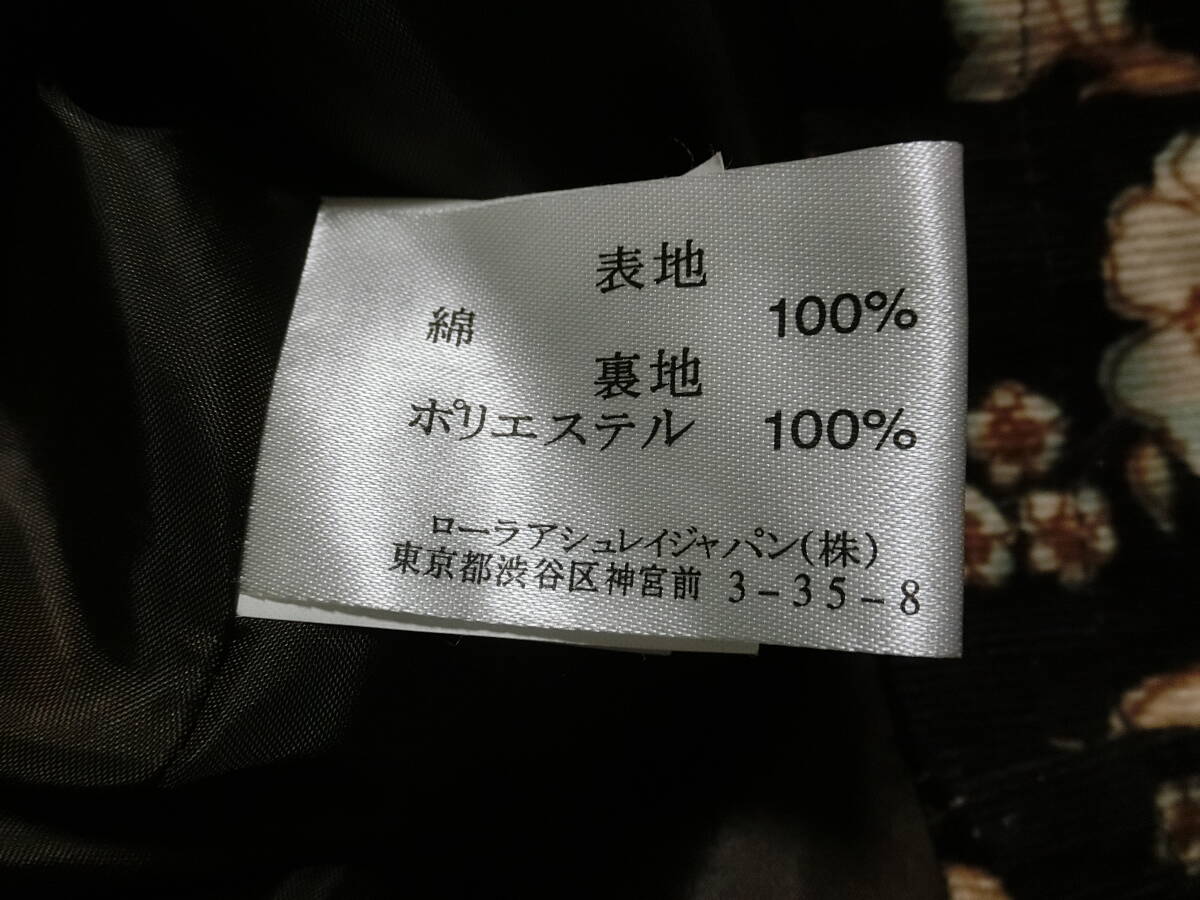 表地
綿 100%
裏地
ポリエステル 100%
ローラアシュレイジャパン(株)
東京都渋谷区神宮前 3-35-8